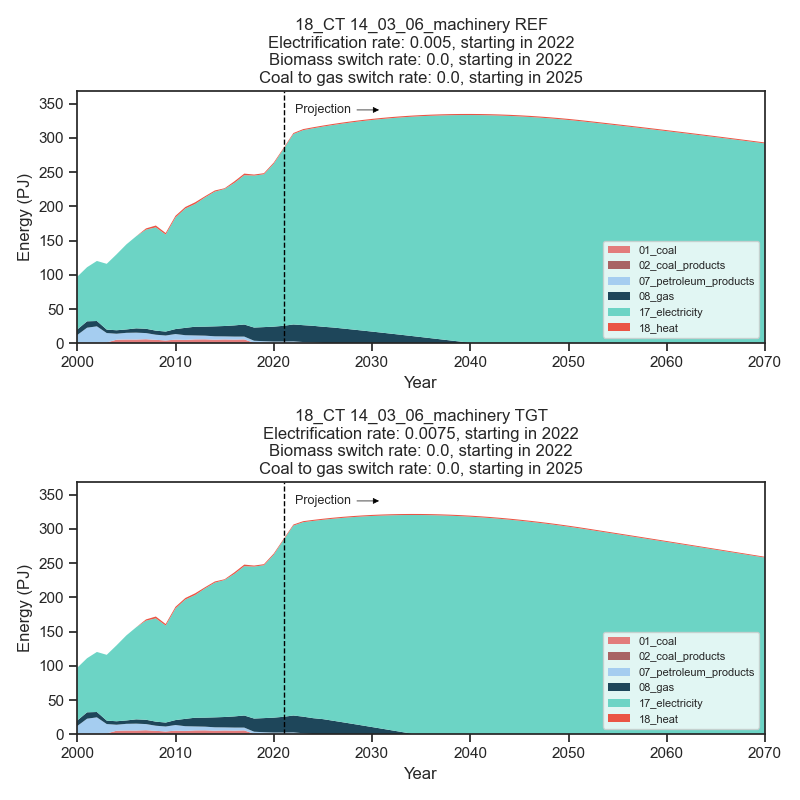 18_CT 14_03_06_machinery REF
Electrification rate: 0.005, starting in 2022
Biomass switch rate: 0.0, starting in 2022
Coal to gas switch rate: 0.0, starting in 2025
350
Projection
300
250
200
150
100
50
0
Energy (PJ)
01_coal
02_coal_products
07_petroleum_products
08_gas
17_electricity
18_heat
2000 2010 2020 2030 2040 2050 2060 2070
Year
18_CT 14_03_06_machinery TGT
Electrification rate: 0.0075, starting in 2022
Biomass switch rate: 0.0, starting in 2022
Coal to gas switch rate: 0.0, starting in 2025
350
Projection
300
250
200
150
100
50
0
Energy (PJ)
01_coal
02_coal_products
07_petroleum_products
08_gas
17_electricity
18_heat
2000 2010 2020 2030 2040 2050 2060 2070
Year